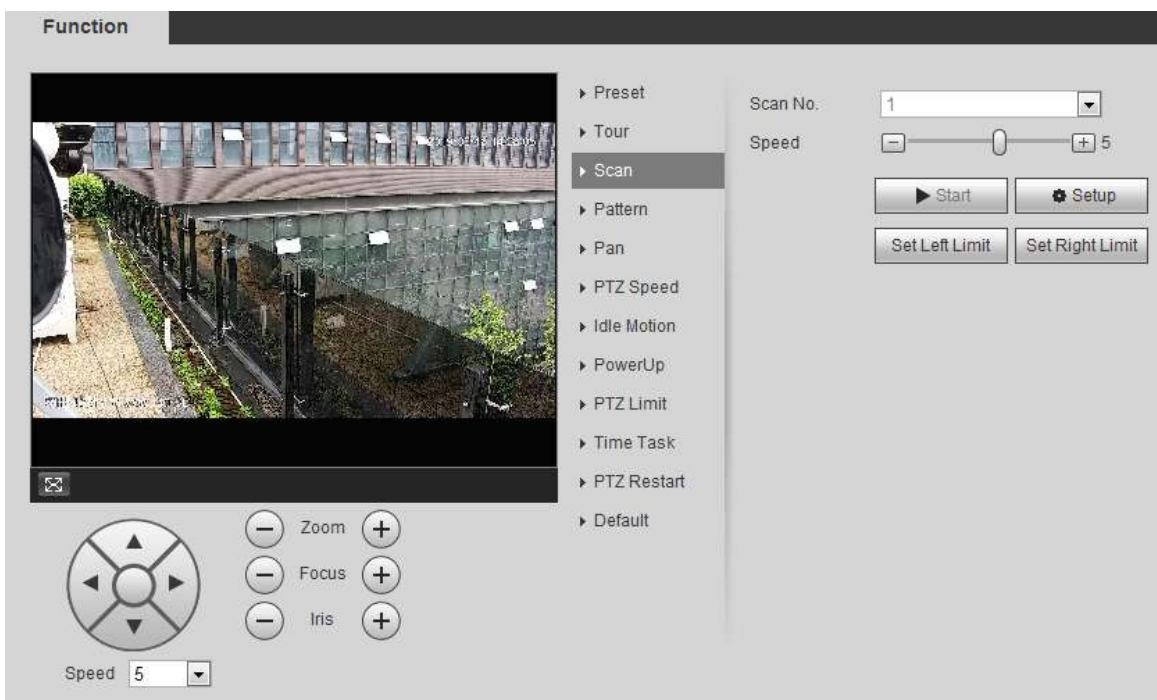 Function
Preset
Tour
Scan
Pattern
Pan
PTZ Speed
Idle Motion
PowerUp
PTZ Limit
Time Task
PTZ Restart
Default
Scan No. 1
Speed 5
Start Setup
Set Left Limit Set Right Limit
Zoom
Focus
Iris
Speed 5